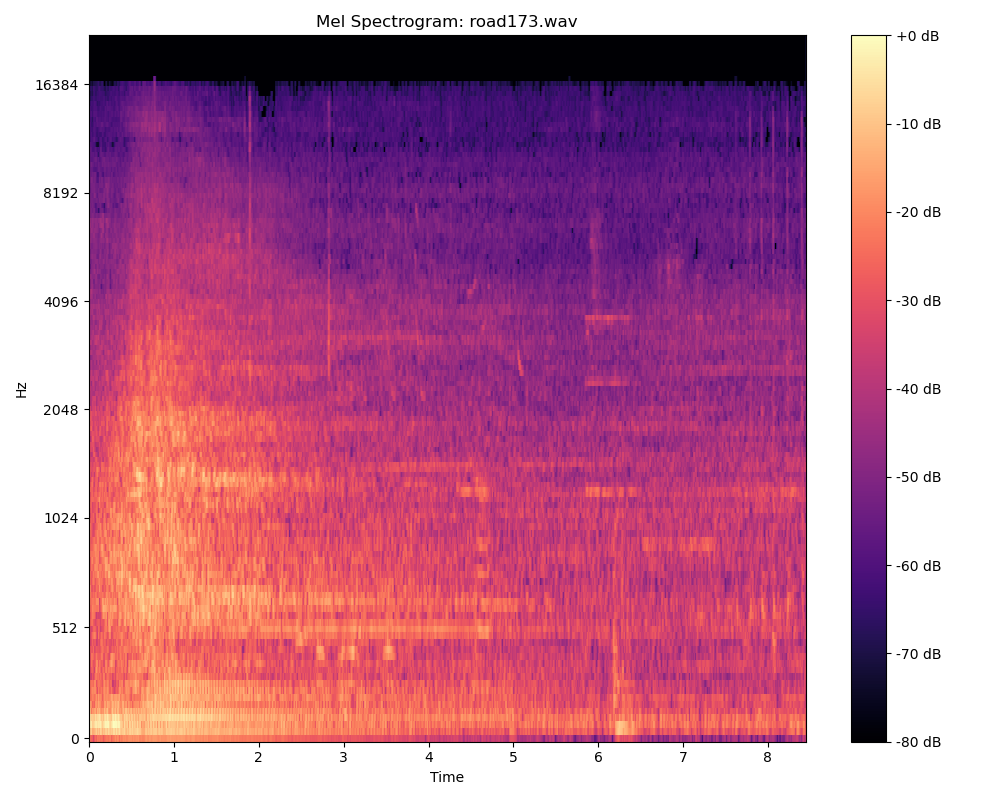 Mel Spectrogram: road173.wav
+0 dB
16384
-10 dB
8192
-20 dB
4096
-30 dB
Hz
-40 dB
2048
-50 dB
1024
-60 dB
512
-70 dB
0
-80 dB
0 1 2 3 4 5 6 7 8
Time